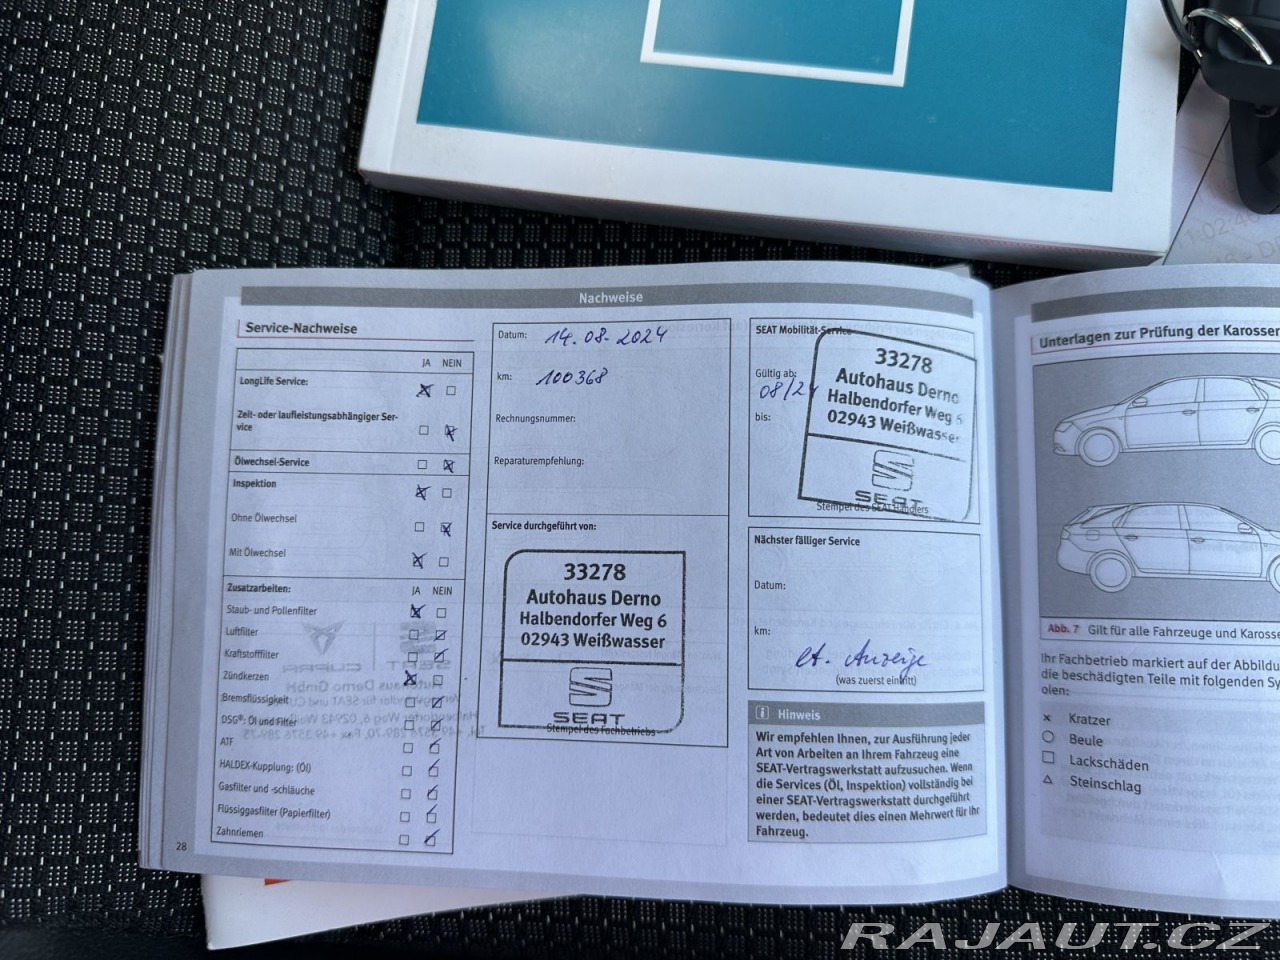 Nachweise
Service-Nachweise
JA NEIN
LongLife Service:
Zeit- oder laufleistungsabhängiger Ser-
vice
Ölwechsel-Service
Inspektion
Ohne Ölwechsel
Mit Ölwechsel
Zusatzarbeiten: JA NEIN
Staub- und Pollenfilter
Luftfilter
Kraftstofffilter
Zündkerzen
Bremsflüssigkeit
DSG®: Öl und Filter
ATF
HALDEX-Kupplung: (Öl)
Gasfilter und -schläuche
Flüssiggasfilter (Papierfilter)
Zahnriemen
28
Datum: 14.08.2024
km: 100368
Rechnungsnummer:
Reparaturempfehlung:
Service durchgeführt von:
33278
Autohaus Derno
Halbendorfer Weg 6
02943 Weißwasser
SEAT
Stempel des Fachbetriebs
SEAT Mobilität-Service
Gültig ab:
08/24
bis:
33278
Autohaus Derno
Halbendorfer Weg 6
02943 Weißwasser
SEAT
Stempel des SEAT Händlers
Nächster fälliger Service
Datum:
km:
lt. Anzeige
(was zuerst eintritt)
i Hinweis
Wir empfehlen Ihnen, zur Ausführung jeder
Art von Arbeiten an Ihrem Fahrzeug eine
SEAT-Vertragswerkstatt aufzusuchen. Wenn
die Services (Öl, Inspektion) vollständig bei
einer SEAT-Vertragswerkstatt durchgeführt
werden, bedeutet dies einen Mehrwert für Ihr
Fahrzeug.
Unterlagen zur Prüfung der Karosser
Abb. 7 Gilt für alle Fahrzeuge und Karosse
Ihr Fachbetrieb markiert auf der Abbildu
die beschädigten Teile mit folgenden Sy
olen:
Kratzer
Beule
Lackschäden
Steinschlag
RAJAUT.CZ